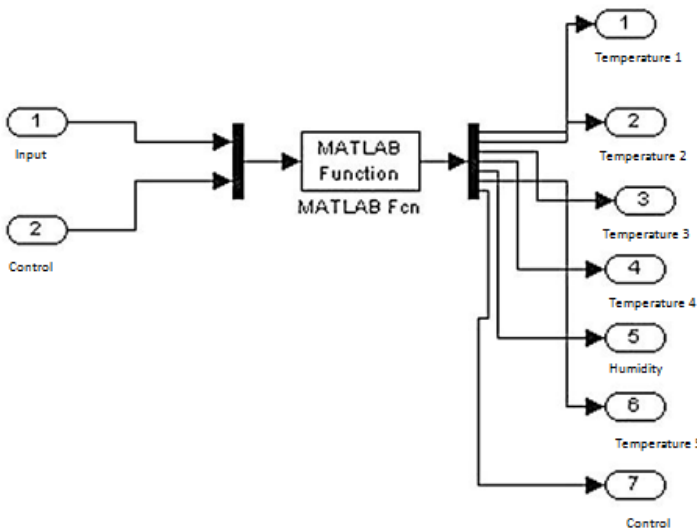 1
Input
2
Control
MATLAB
Function
MATLAB Fcn
1
Temperature 1
2
Temperature 2
3
Temperature 3
4
Temperature 4
5
Humidity
6
Temperature 5
7
Control